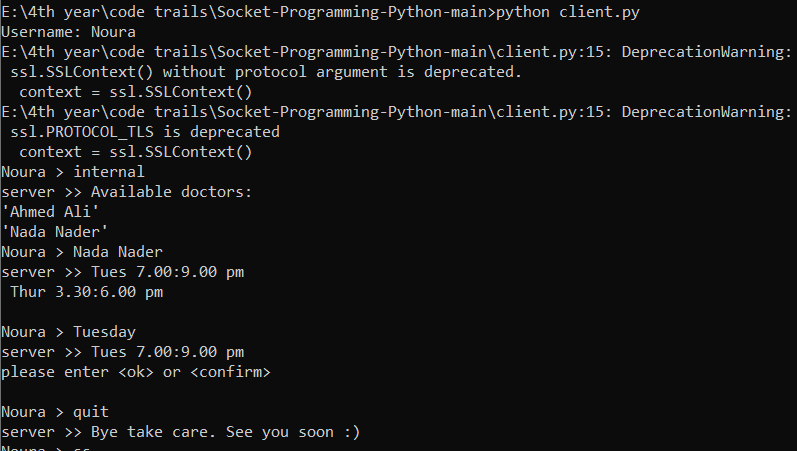 E:\4th year\code trails\Socket-Programming-Python-main>python client.py
Username: Noura
E:\4th year\code trails\Socket-Programming-Python-main\client.py:15: DeprecationWarning:
 ssl.SSLContext() without protocol argument is deprecated.
  context = ssl.SSLContext()
E:\4th year\code trails\Socket-Programming-Python-main\client.py:15: DeprecationWarning:
 ssl.PROTOCOL_TLS is deprecated
  context = ssl.SSLContext()
Noura > internal
server >> Available doctors:
'Ahmed Ali'
'Nada Nader'
Noura > Nada Nader
server >> Tues 7.00:9.00 pm
 Thur 3.30:6.00 pm
Noura > Tuesday
server >> Tues 7.00:9.00 pm
please enter <ok> or <confirm>
Noura > quit
server >> Bye take care. See you soon :)
Noura >